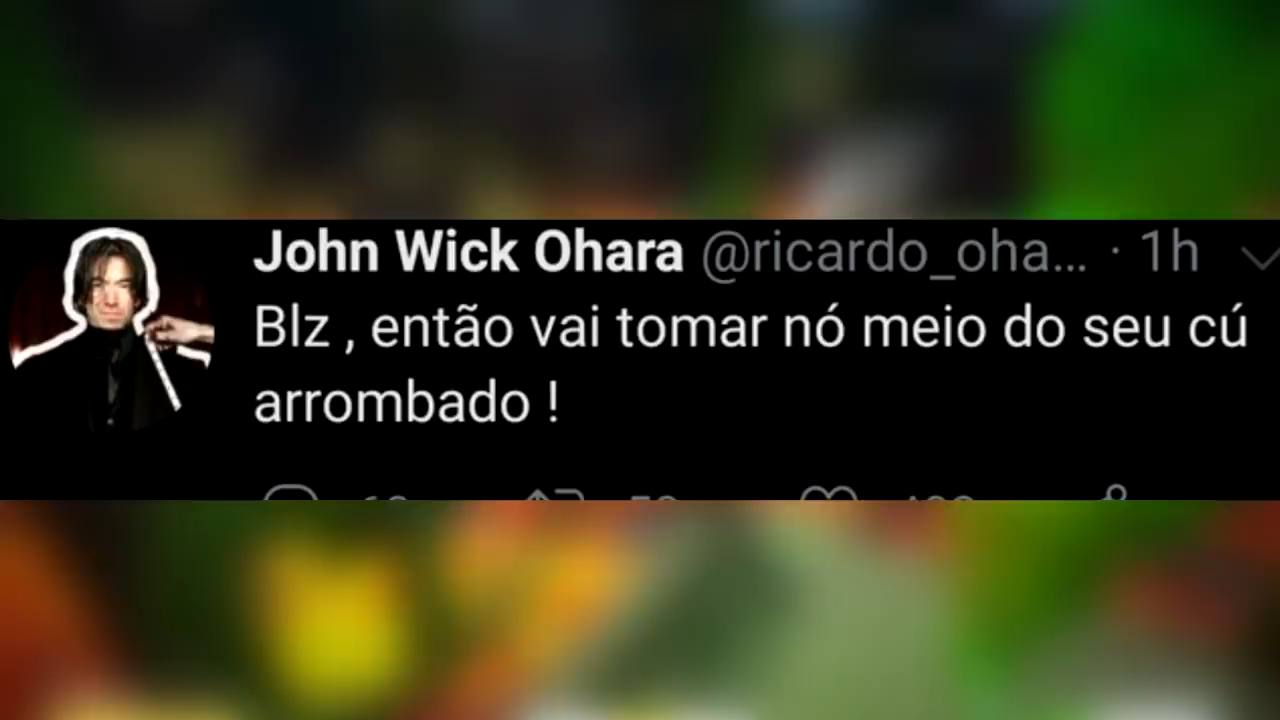 John Wick Ohara @ricardo_oha... · 1h
Blz , então vai tomar nó meio do seu cú
arrombado !